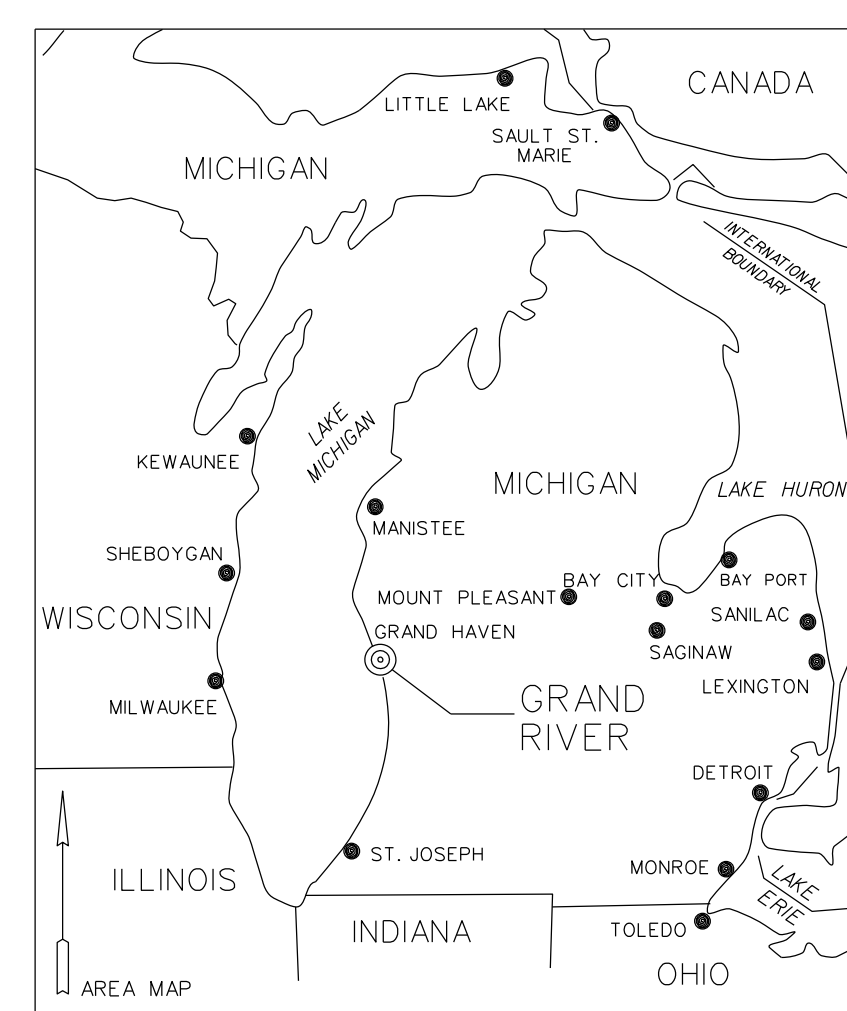 CANADA
LITTLE LAKE
SAULT ST.
MARIE
MICHIGAN
INTERNATIONAL
BOUNDARY
LAKE
MICHIGAN
KEWAUNEE
MICHIGAN
LAKE HURON
MANISTEE
SHEBOYGAN
BAY CITY
BAY PORT
MOUNT PLEASANT
WISCONSIN
SANILAC
GRAND HAVEN
SAGINAW
LEXINGTON
MILWAUKEE
GRAND
RIVER
DETROIT
ST. JOSEPH
MONROE
ILLINOIS
LAKE
ERIE
INDIANA
TOLEDO
OHIO
AREA MAP